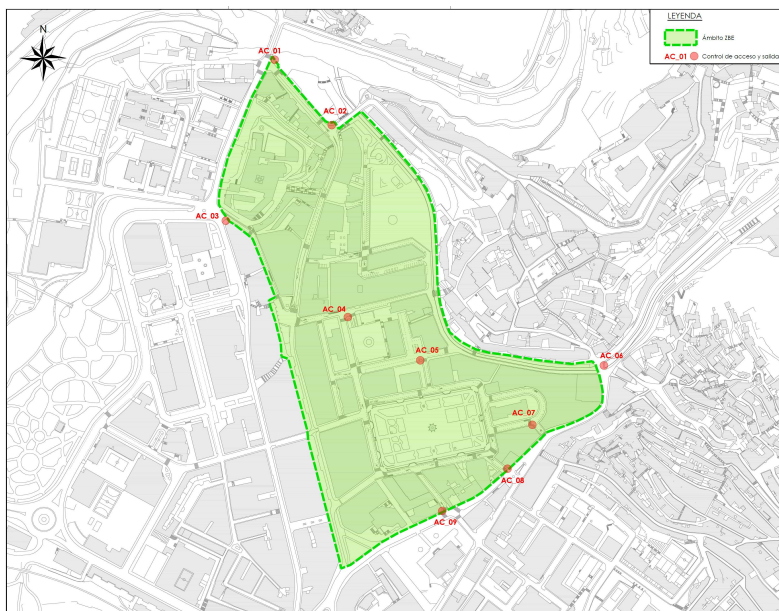 LEYENDA
Ámbito ZBE
AC_01 Control de acceso y salida
N
AC_01
AC_02
AC_03
AC_04
AC_05
AC_06
AC_07
AC_08
AC_09